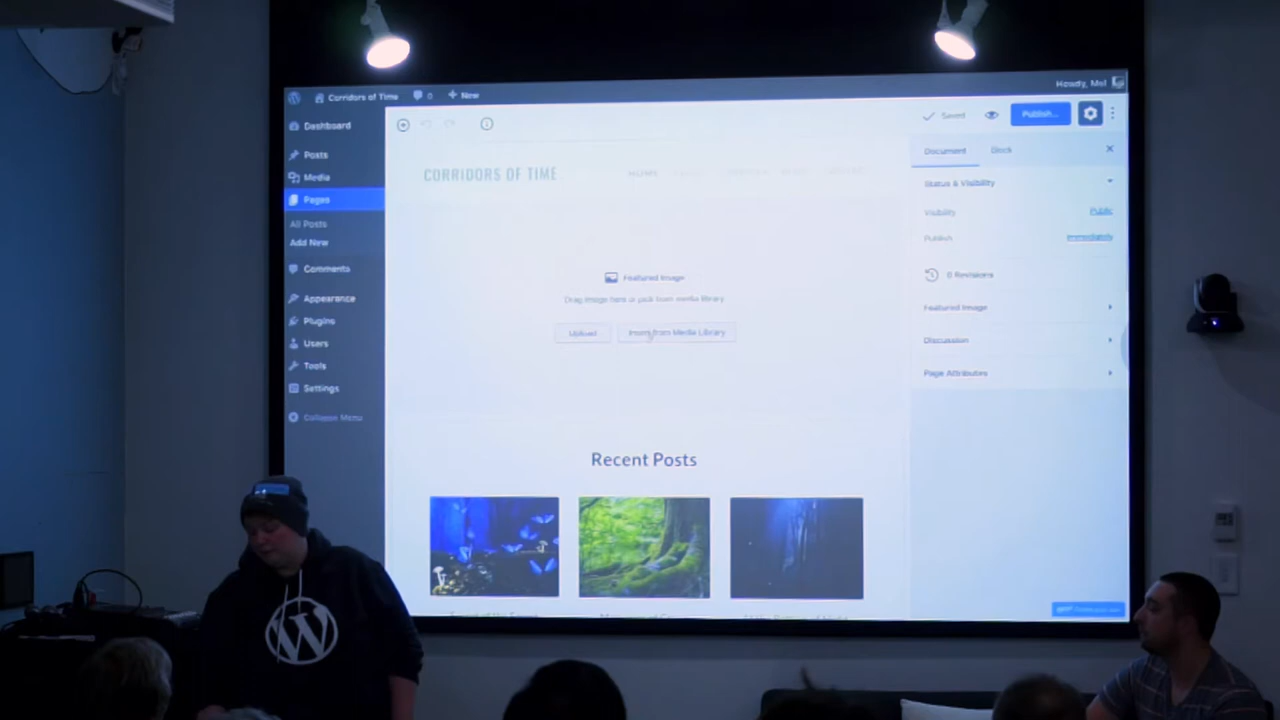 Corridors of Time 0 New
Howdy, Mel
Dashboard
Posts
Media
Pages
All Posts
Add New
Comments
Appearance
Plugins
Users
Tools
Settings
Collapse Menu
Saved
Publish...
CORRIDORS OF TIME
HOME
Featured Image
Drag image here or pick from media library
Upload
Insert from Media Library
Recent Posts
Document Block
Status & Visibility
Visibility Public
Publish Immediately
0 Revisions
Featured Image
Discussion
Page Attributes